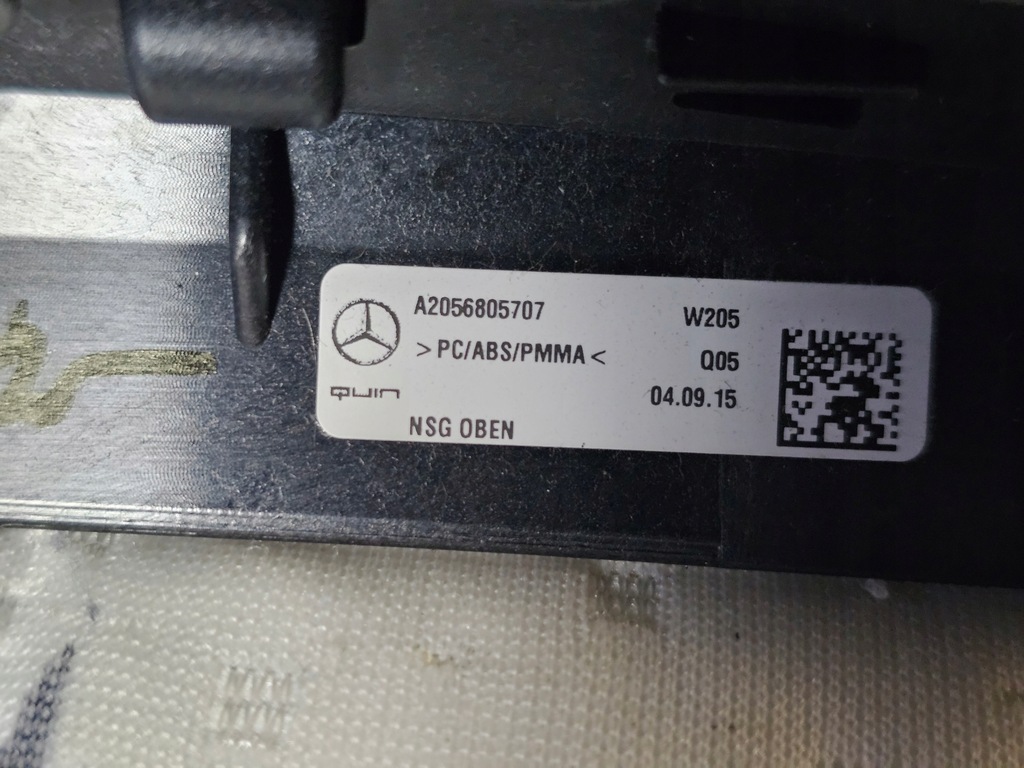 A2056805707
W205
>PC/ABS/PMMA<
Q05
QUIN
04.09.15
NSG OBEN